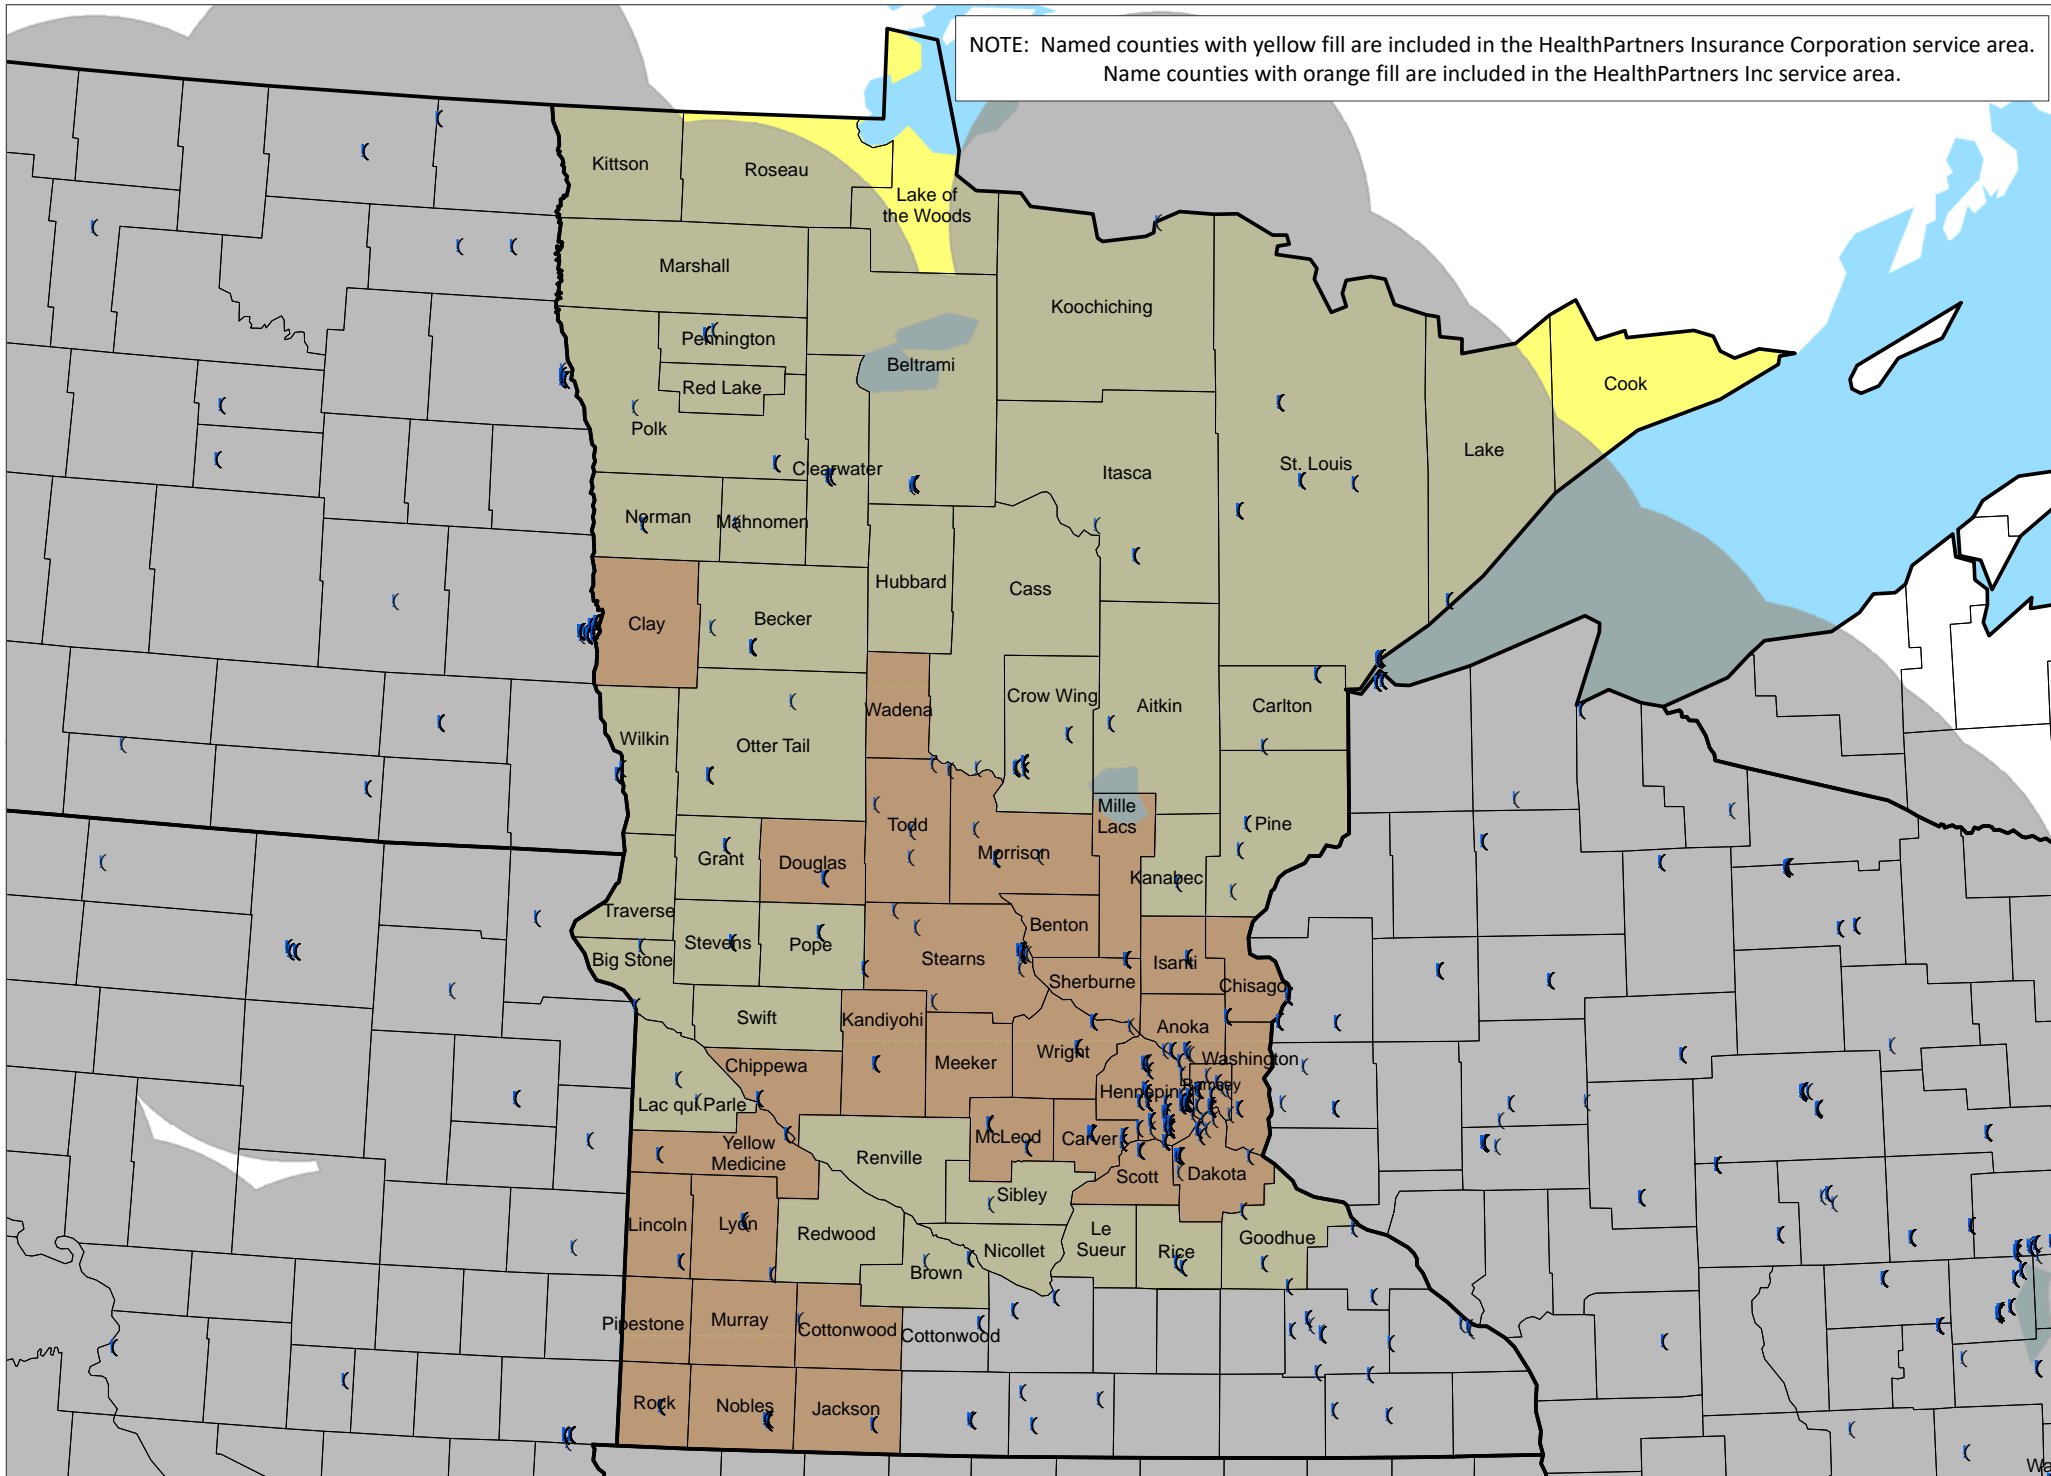 NOTE:  Named counties with yellow fill are included in the HealthPartners Insurance Corporation service area.
Name counties with orange fill are included in the HealthPartners Inc service area.
Kittson
Roseau
Lake of
the Woods
Marshall
Koochiching
Pennington
Beltrami
Red Lake
Cook
Polk
Clearwater
Itasca
St. Louis
Lake
Norman
Mahnomen
Hubbard
Cass
Clay
Becker
Wadena
Crow Wing
Aitkin
Carlton
Wilkin
Otter Tail
Mille
Lacs
Todd
Pine
Grant
Douglas
Morrison
Kanabec
Traverse
Stevens
Pope
Benton
Big Stone
Stearns
Isanti
Sherburne
Chisago
Swift
Kandiyohi
Anoka
Chippewa
Meeker
Wright
Washington
Hennepin
Ramsey
Lac qui Parle
Yellow
Medicine
McLeod
Carver
Renville
Scott
Dakota
Sibley
Lincoln
Lyon
Redwood
Le
Sueur
Rice
Goodhue
Nicollet
Brown
Pipestone
Murray
Cottonwood
Cottonwood
Rock
Nobles
Jackson
Wa